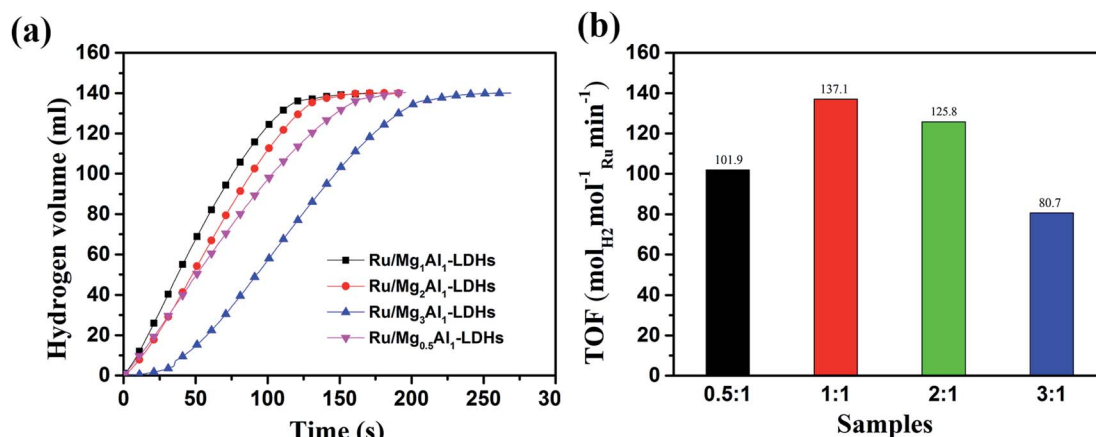 (a)
160
140
120
100
80
60
40
20
0
Hydrogen volume (ml)
Ru/Mg1Al1-LDHs
Ru/Mg2Al1-LDHs
Ru/Mg3Al1-LDHs
Ru/Mg0.5Al1-LDHs
0 50 100 150 200 250 30
Time (s)
(b)
160
140
120
100
80
60
40
20
0
TOF (molH2mol-1Rumin-1)
101.9
137.1
125.8
80.7
0.5:1 1:1 2:1 3:1
Samples